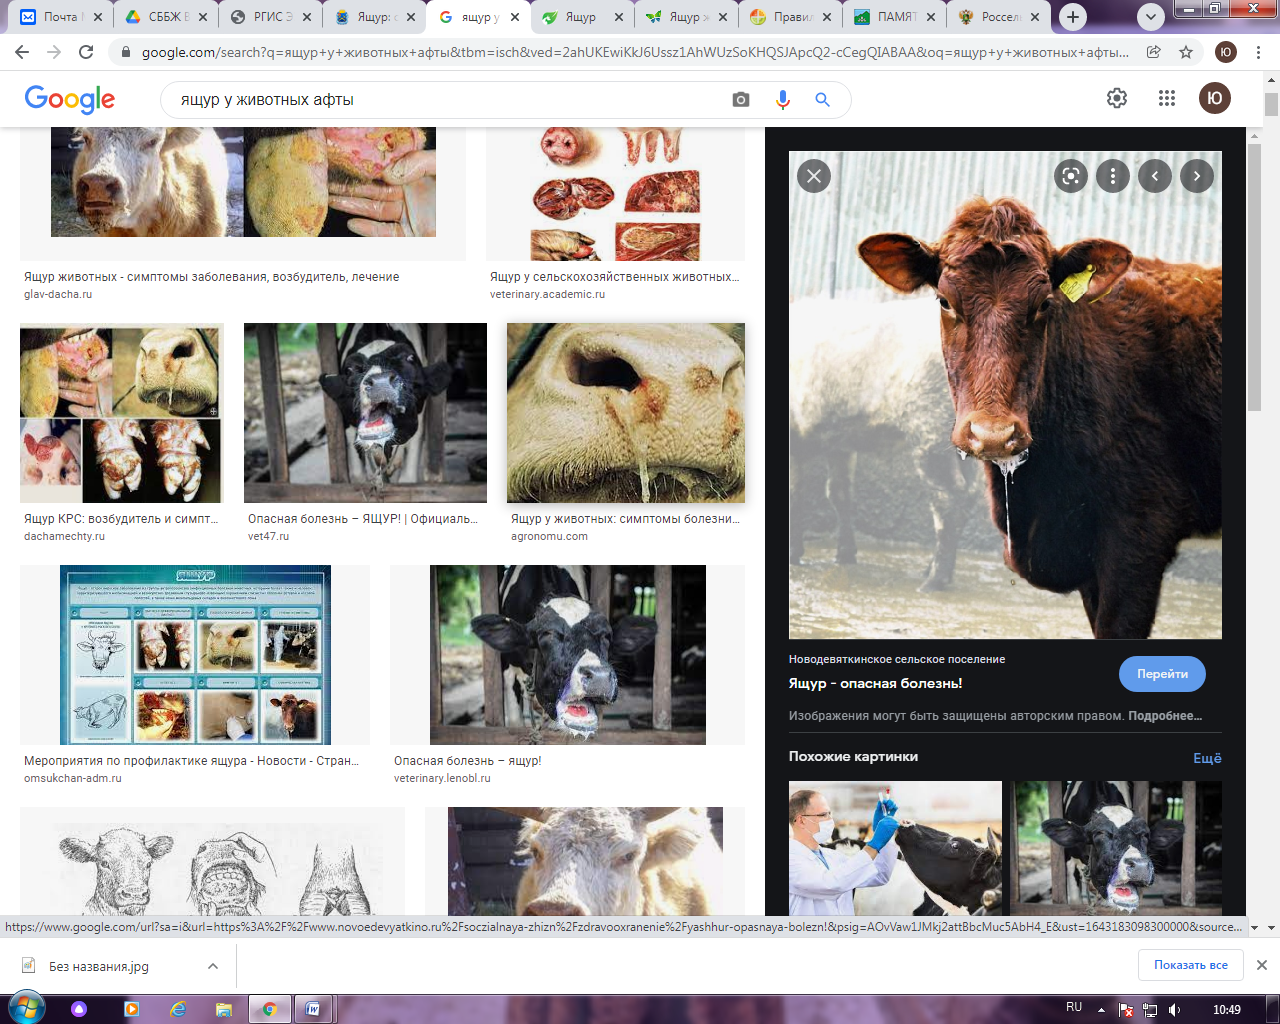 Почта М
СББЖ В
РГИС Э
Ящур: с
ящур у
Ящур
Ящур ж
Правил
ПАМЯТ
Россел
google.com/search?q=ящур+у+животных+афты&tbm=isch&ved=2ahUKEwiKkJ6Ussz1AhWUzSoKHQSJApcQ2-cCegQIABAA&oq=ящур+у+животных+афты...
Ю
Google
ящур у животных афты
Ю
Ящур животных - симптомы заболевания, возбудитель, лечение
glav-dacha.ru
Ящур у сельскохозяйственных животных...
veterinary.academic.ru
Ящур КРС: возбудитель и симпт...
dachamechty.ru
Опасная болезнь – ЯЩУР! | Официаль...
vet47.ru
Ящур у животных: симптомы болезни...
agronomu.com
ЯЩУР
Мероприятия по профилактике ящура - Новости - Стран...
omsukchan-adm.ru
Опасная болезнь – ящур!
veterinary.lenobl.ru
Новодевяткинское сельское поселение
Ящур - опасная болезнь!
Перейти
Изображения могут быть защищены авторским правом. Подробнее...
Похожие картинки
Ещё
https://www.google.com/url?sa=i&url=https%3A%2F%2Fwww.novoedevyatkino.ru%2Fsoczialnaya-zhizn%2Fzdravooxranenie%2Fyashhur-opasnaya-bolezn!&psig=AOvVaw1JMkj2attBbcMuc5AbH4_E&ust=1643183098300000&source...
Без названия.jpg
Показать все
RU
10:49